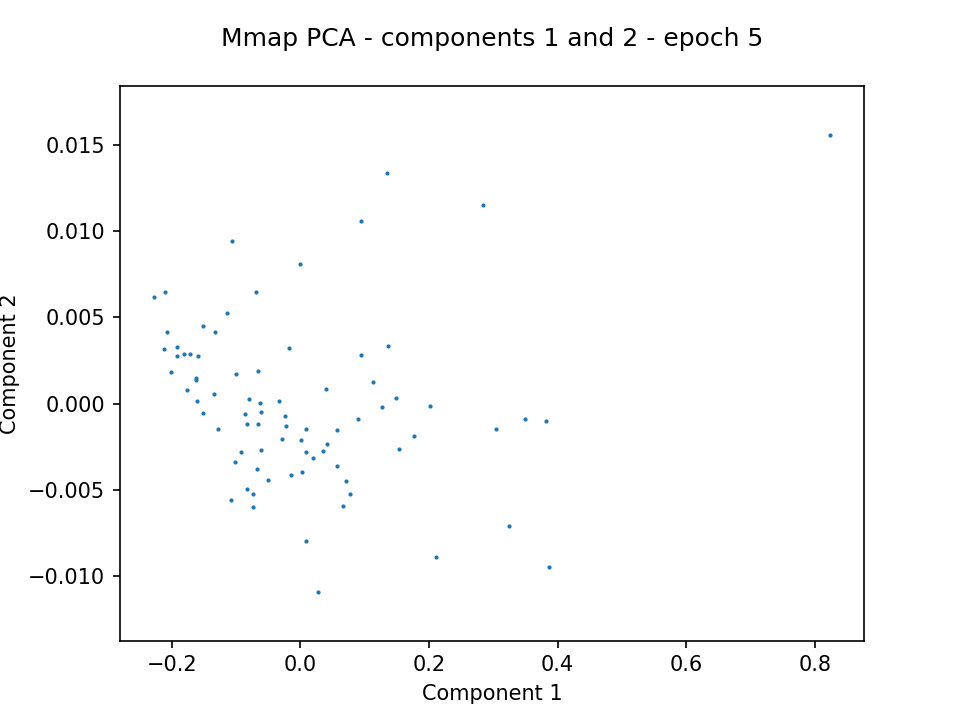 Mmap PCA - components 1 and 2 - epoch 5
0.015
0.010
0.005
0.000
−0.005
−0.010
Component 2
−0.2 0.0 0.2 0.4 0.6 0.8
Component 1